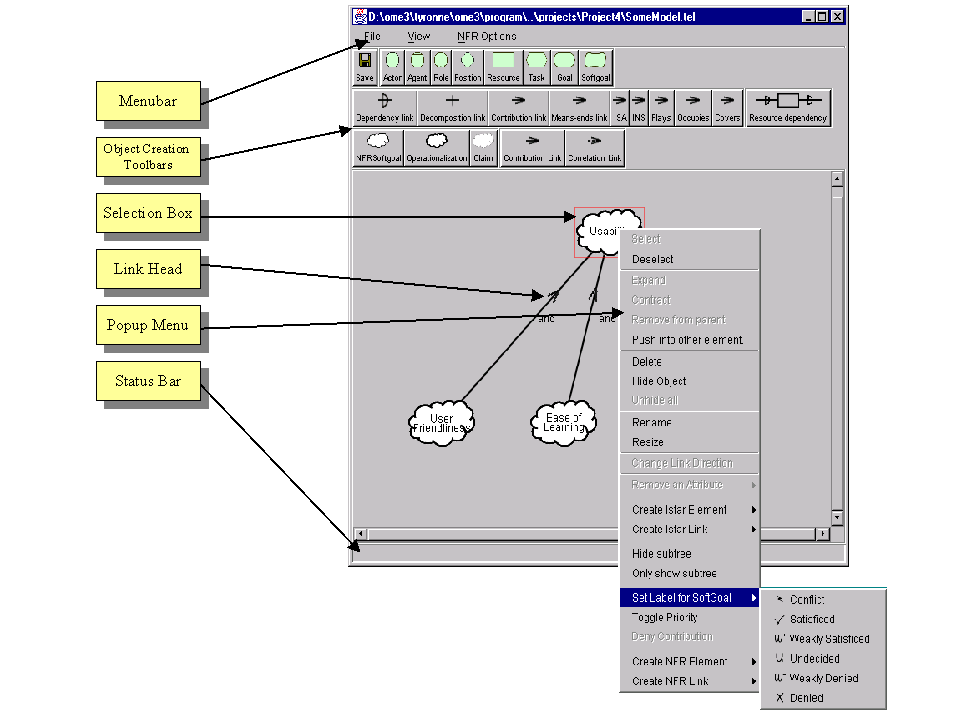 D:\ome3\tyronne\ome3\program\..\projects\Project4\SomeModel.tel
File View NFR Options
Save Actor Agent Role Position Resource Task Goal Softgoal
Dependency link Decomposition link Contribution link Means-ends link ISA INS Plays Occupies Covers Resource dependency
NFRSoftgoal Operationalisation Claim Contribution Link Correlation Link
Menubar
Object Creation
Toolbars
Selection Box
Link Head
Popup Menu
Status Bar
and
and
User
Friendliness
Ease of
Learning
Select
Deselect
Expand
Contract
Remove from parent
Push into other element
Delete
Hide Object
Unhide all
Rename
Resize
Change Link Direction
Remove an Attribute
Create Istar Element
Create Istar Link
Hide subtree
Only show subtree
Set Label for SoftGoal
Toggle Priority
Deny Contribution
Create NFR Element
Create NFR Link
Conflict
Satisficed
Weakly Satisficed
Undecided
Weakly Denied
Denied